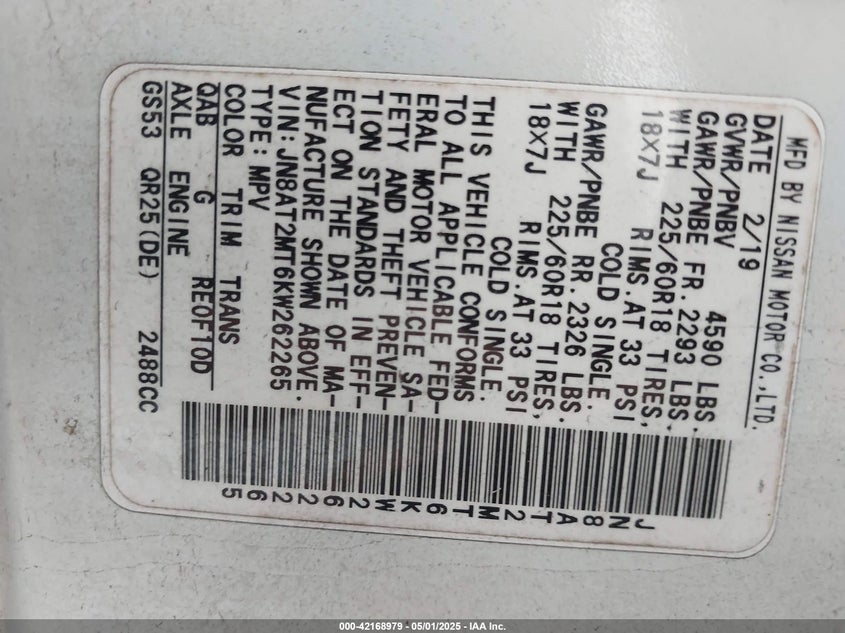 MFD BY NISSAN MOTOR CO.,LTD.
DATE 2/19
GVWR/PNBV 4590 LBS.
GAWR/PNBE FR. 2293 LBS.
WITH 225/60R18 TIRES,
18X7J RIMS.AT 33 PSI
COLD SINGLE.
GAWR/PNBE RR. 2326 LBS.
WITH 225/60R18 TIRES,
18X7J RIMS.AT 33 PSI
COLD SINGLE.
THIS VEHICLE CONFORMS
TO ALL APPLICABLE FED-
ERAL MOTOR VEHICLE SA-
FETY AND THEFT PREVEN-
TION STANDARDS IN EFF-
ECT ON THE DATE OF MA-
NUFACTURE SHOWN ABOVE.
VIN: JN8AT2MT6KW262265
TYPE: MPV
COLOR TRIM TRANS
QAB G RE0F10D
AXLE ENGINE
GS53 QR25(DE) 2488CC
JN8AT2MT6KW262265
000-42168979 - 05/01/2025 - IAA Inc.